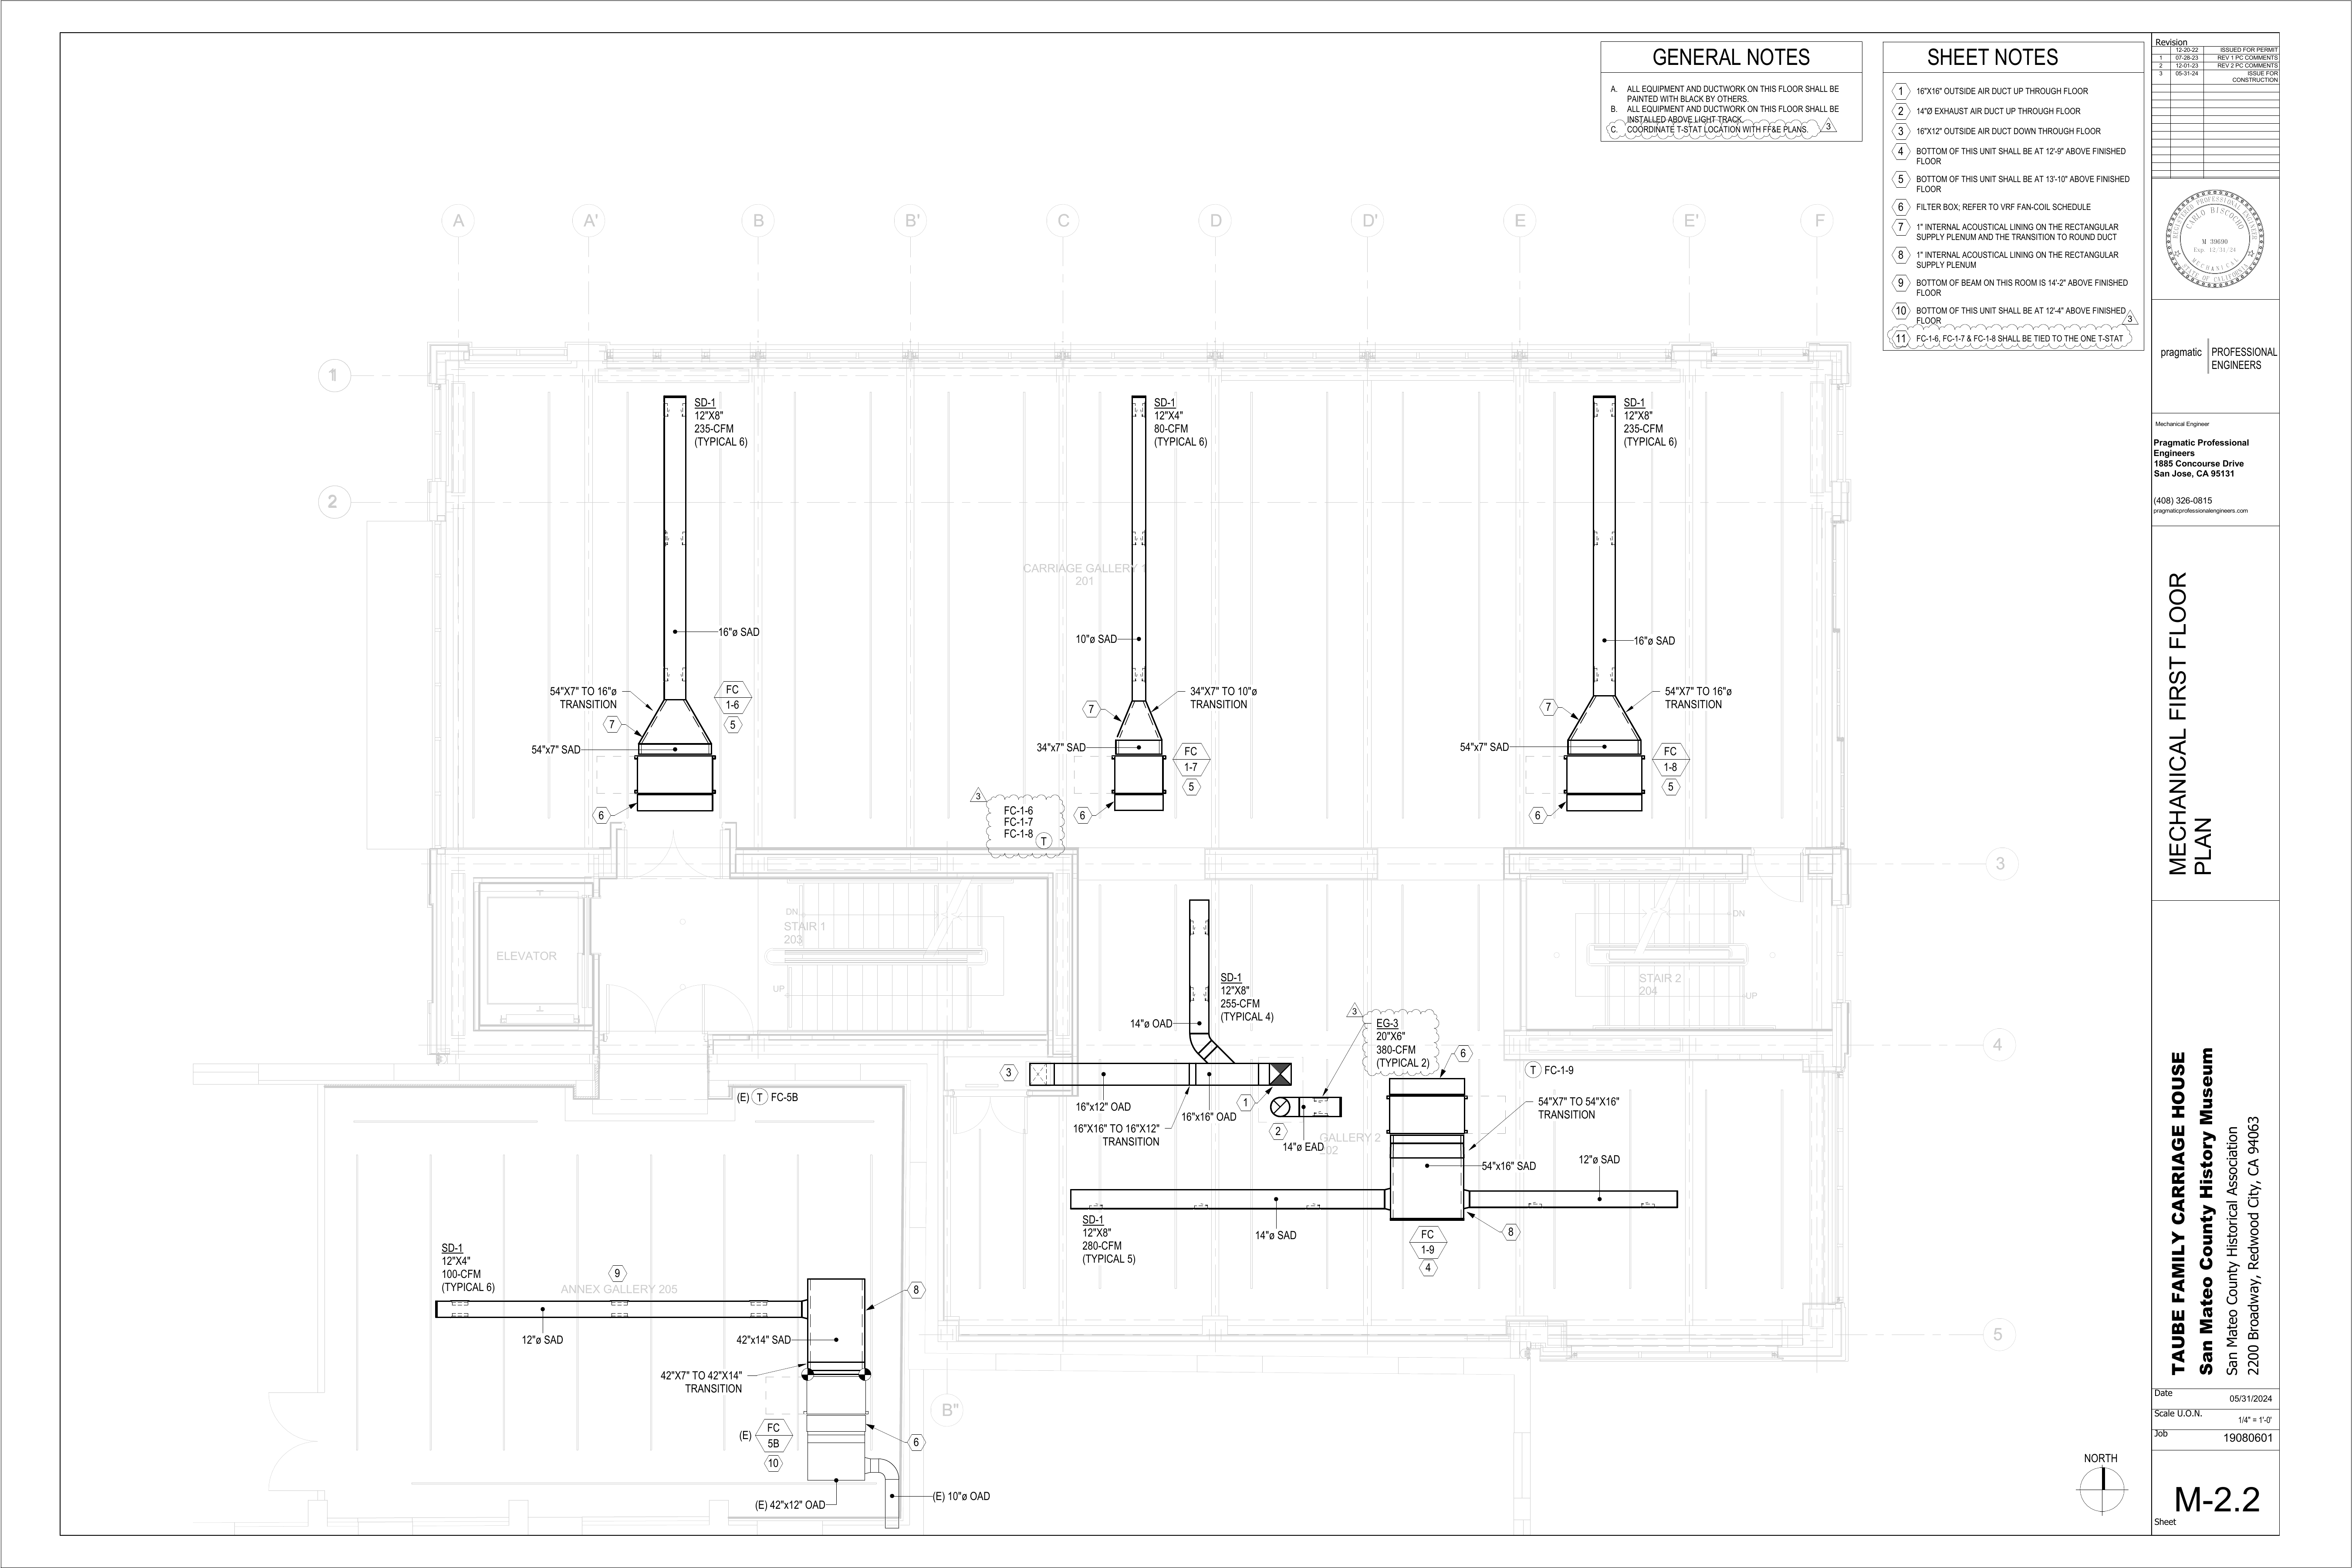 GENERAL NOTES
A. ALL EQUIPMENT AND DUCTWORK ON THIS FLOOR SHALL BE
PAINTED WITH BLACK BY OTHERS.
B. ALL EQUIPMENT AND DUCTWORK ON THIS FLOOR SHALL BE
INSTALLED ABOVE LIGHT TRACK.
C. COORDINATE T-STAT LOCATION WITH FF&E PLANS.
3
SHEET NOTES
1 16"X16" OUTSIDE AIR DUCT UP THROUGH FLOOR
2 14"Ø EXHAUST AIR DUCT UP THROUGH FLOOR
3 16"X12" OUTSIDE AIR DUCT DOWN THROUGH FLOOR
4 BOTTOM OF THIS UNIT SHALL BE AT 12'-9" ABOVE FINISHED
FLOOR
5 BOTTOM OF THIS UNIT SHALL BE AT 13'-10" ABOVE FINISHED
FLOOR
6 FILTER BOX; REFER TO VRF FAN-COIL SCHEDULE
7 1" INTERNAL ACOUSTICAL LINING ON THE RECTANGULAR
SUPPLY PLENUM AND THE TRANSITION TO ROUND DUCT
8 1" INTERNAL ACOUSTICAL LINING ON THE RECTANGULAR
SUPPLY PLENUM
9 BOTTOM OF BEAM ON THIS ROOM IS 14'-2" ABOVE FINISHED
FLOOR
10 BOTTOM OF THIS UNIT SHALL BE AT 12'-4" ABOVE FINISHED
FLOOR
3
11 FC-1-6, FC-1-7 & FC-1-8 SHALL BE TIED TO THE ONE T-STAT
A
A'
B
B'
C
D
D'
E
E'
F
1
2
3
4
5
B"
SD-1
12"X8"
235-CFM
(TYPICAL 6)
SD-1
12"X4"
80-CFM
(TYPICAL 6)
SD-1
12"X8"
235-CFM
(TYPICAL 6)
CARRIAGE GALLERY 1
201
16"ø SAD
10"ø SAD
16"ø SAD
54"X7" TO 16"ø
TRANSITION
7
FC
1-6
5
54"x7" SAD
6
34"X7" TO 10"ø
TRANSITION
7
34"x7" SAD
FC
1-7
5
6
54"X7" TO 16"ø
TRANSITION
7
54"x7" SAD
FC
1-8
5
6
3
FC-1-6
FC-1-7
FC-1-8
T
ELEVATOR
DN
STAIR 1
203
UP
DN
STAIR 2
204
UP
SD-1
12"X8"
255-CFM
(TYPICAL 4)
14"ø OAD
3
EG-3
20"X6"
380-CFM
(TYPICAL 2)
6
T FC-1-9
3
16"x12" OAD
16"x16" OAD
16"X16" TO 16"X12"
TRANSITION
1
2
14"ø EAD
GALLERY 2
202
54"X7" TO 54"X16"
TRANSITION
54"x16" SAD
12"ø SAD
SD-1
12"X8"
280-CFM
(TYPICAL 5)
14"ø SAD
8
FC
1-9
4
(E) T FC-5B
SD-1
12"X4"
100-CFM
(TYPICAL 6)
9
ANNEX GALLERY 205
8
12"ø SAD
42"x14" SAD
42"X7" TO 42"X14"
TRANSITION
(E) FC
5B
10
6
(E) 42"x12" OAD
(E) 10"ø OAD
NORTH
Revision
12-20-22 ISSUED FOR PERMIT
1 07-28-23 REV 1 PC COMMENTS
2 12-01-23 REV 2 PC COMMENTS
3 05-31-24 ISSUE FOR
CONSTRUCTION
REGISTERED PROFESSIONAL ENGINEER
CARLO BISCOCHO
M 39690
Exp. 12/31/24
MECHANICAL
STATE OF CALIFORNIA
pragmatic PROFESSIONAL
ENGINEERS
Mechanical Engineer
Pragmatic Professional
Engineers
1885 Concourse Drive
San Jose, CA 95131
(408) 326-0815
pragmaticprofessionalengineers.com
MECHANICAL FIRST FLOOR
PLAN
TAUBE FAMILY CARRIAGE HOUSE
San Mateo County History Museum
San Mateo County Historical Association
2200 Broadway, Redwood City, CA 94063
Date
05/31/2024
Scale U.O.N.
1/4" = 1'-0'
Job
19080601
M-2.2
Sheet